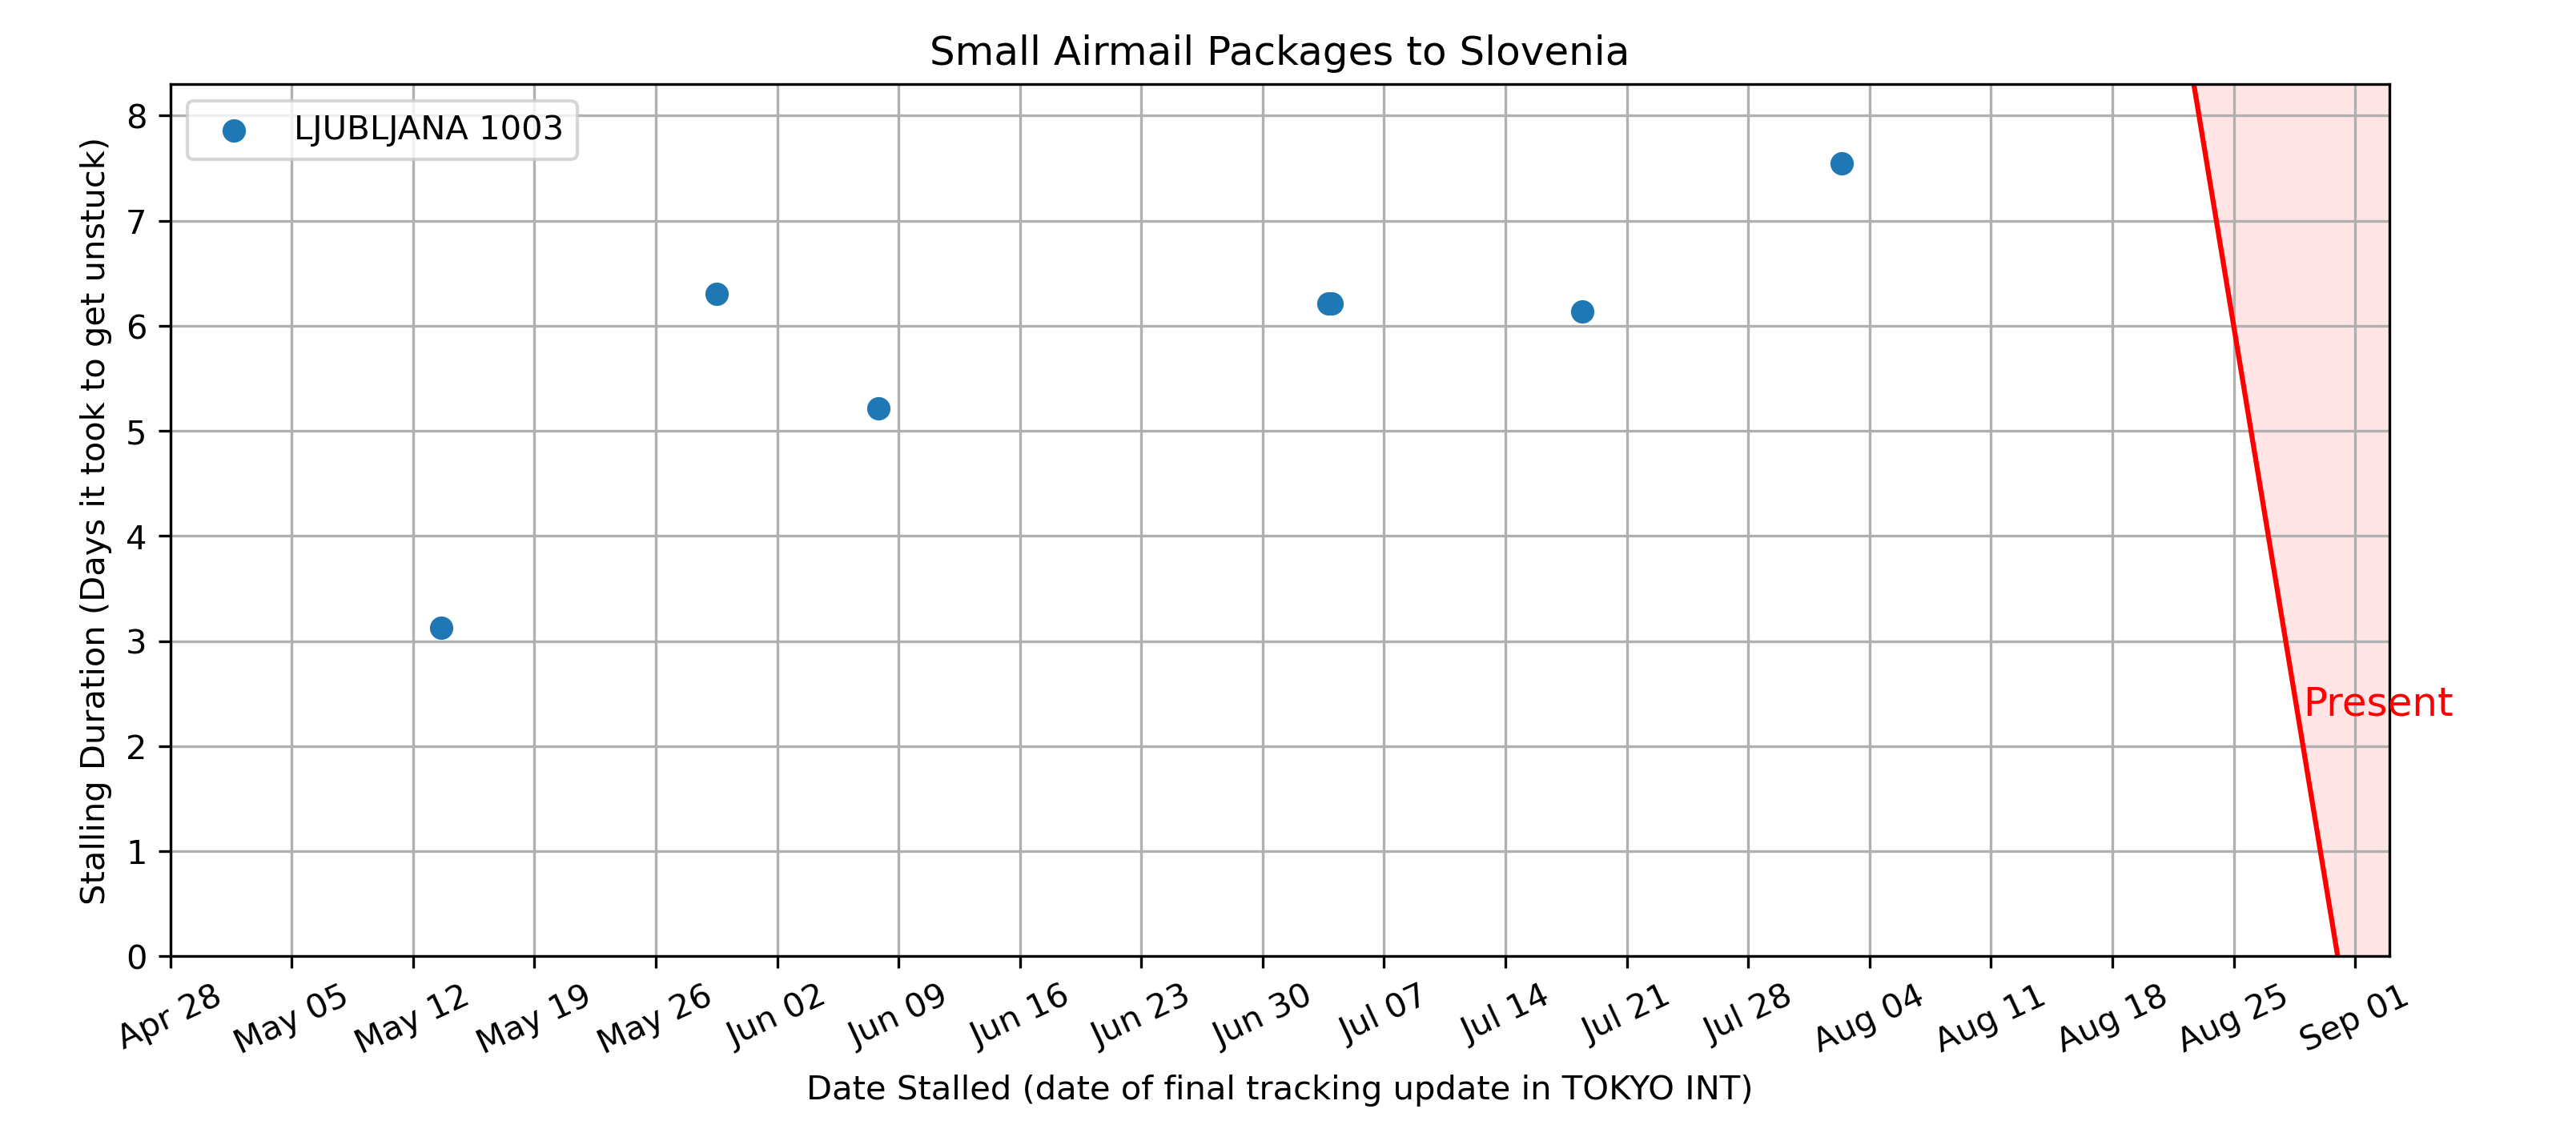 Small Airmail Packages to Slovenia
LJUBLJANA 1003
Stalling Duration (Days it took to get unstuck)
8
7
6
5
4
3
2
1
0
Present
Apr 28 May 05 May 12 May 19 May 26 Jun 02 Jun 09 Jun 16 Jun 23 Jun 30 Jul 07 Jul 14 Jul 21 Jul 28 Aug 04 Aug 11 Aug 18 Aug 25 Sep 01
Date Stalled (date of final tracking update in TOKYO INT)